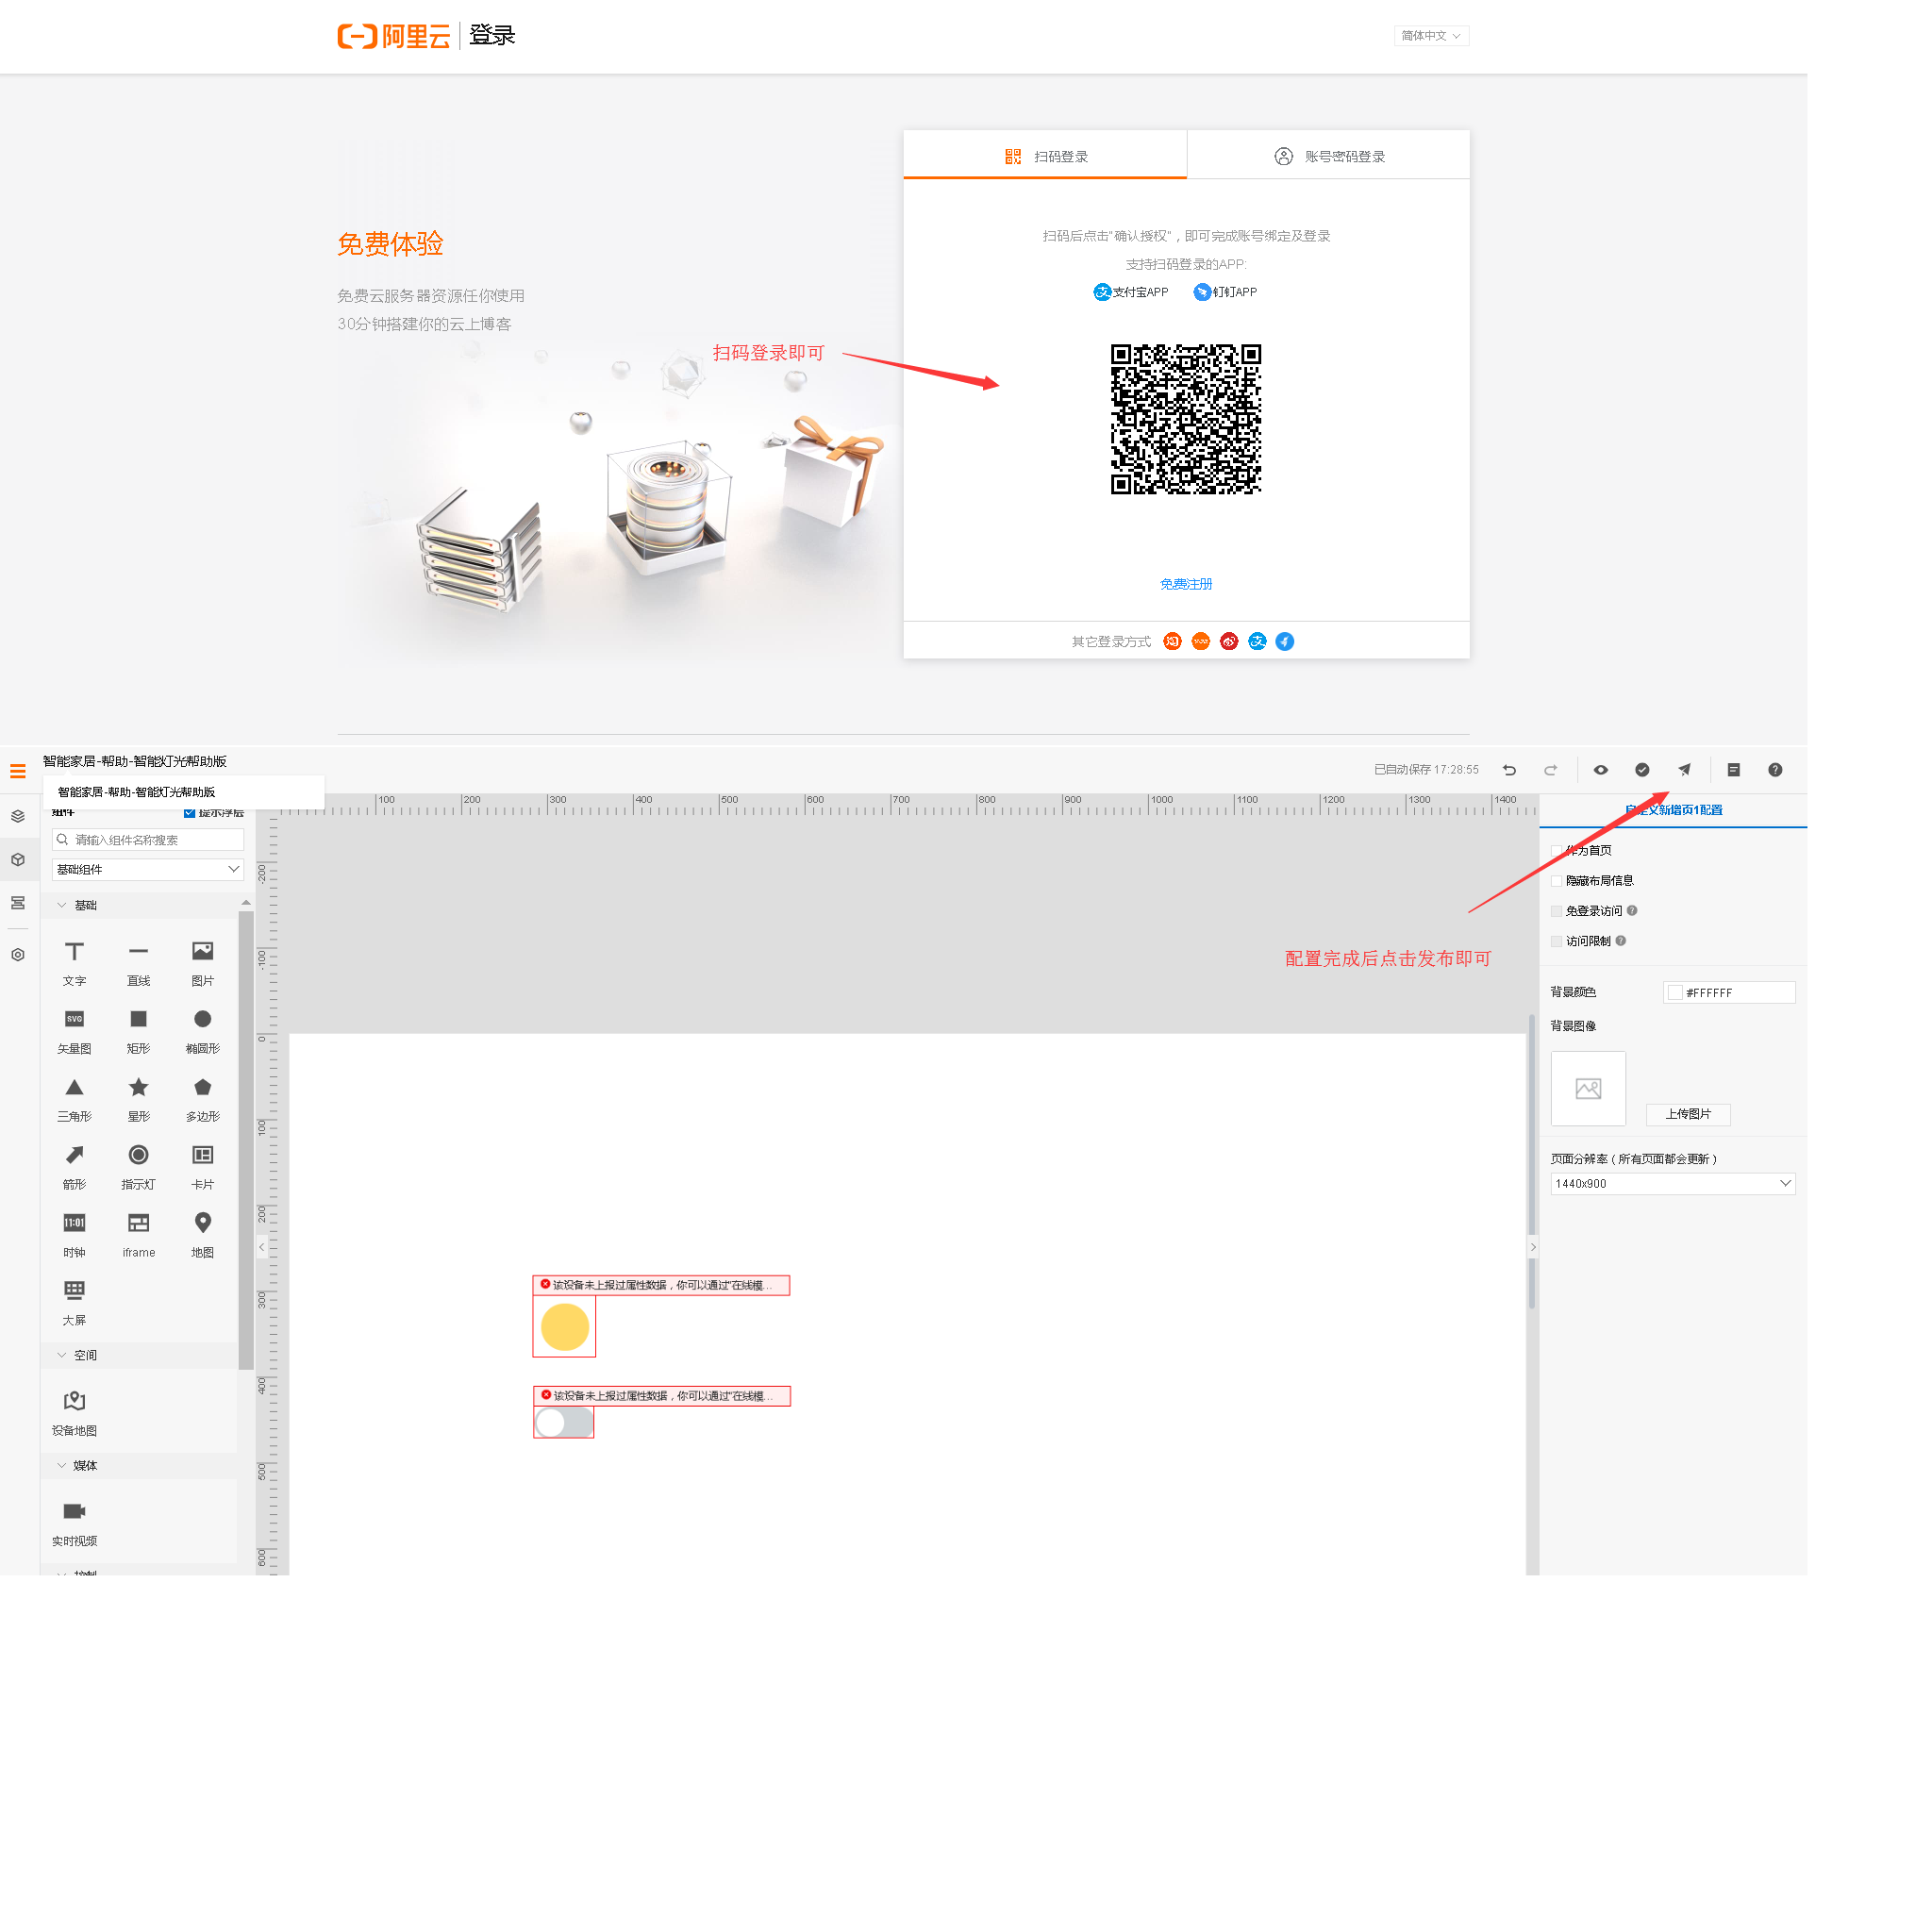 阿里云 登录
简体中文
扫码登录
账号密码登录
免费体验
免费云服务器资源任你使用
30分钟搭建你的云上博客
扫码后点击"确认授权"，即可完成账号绑定及登录
支持扫码登录的APP:
支付宝APP 钉钉APP
扫码登录即可
免费注册
其它登录方式
智能家居-帮助-智能灯光帮助版
智能家居-帮助-智能灯光帮助版
已自动保存 17:28:55
组件 提示浮层
请输入组件名称搜索
基础组件
基础
文字 直线 图片
矢量图 矩形 椭圆形
三角形 星形 多边形
箭形 指示灯 卡片
11:01
时钟 iframe 地图
大屏
空间
设备地图
媒体
实时视频
控制
100 200 300 400 500 600 700 800 900 1000 1100 1200 1300 1400
-200
-100
0
100
200
300
400
500
600
该设备未上报过属性数据，你可以通过"在线模...
该设备未上报过属性数据，你可以通过"在线模...
配置完成后点击发布即可
自定义新增页1配置
作为首页
隐藏布局信息
免登录访问
访问限制
背景颜色 #FFFFFF
背景图像
上传图片
页面分辨率（所有页面都会更新）
1440x900